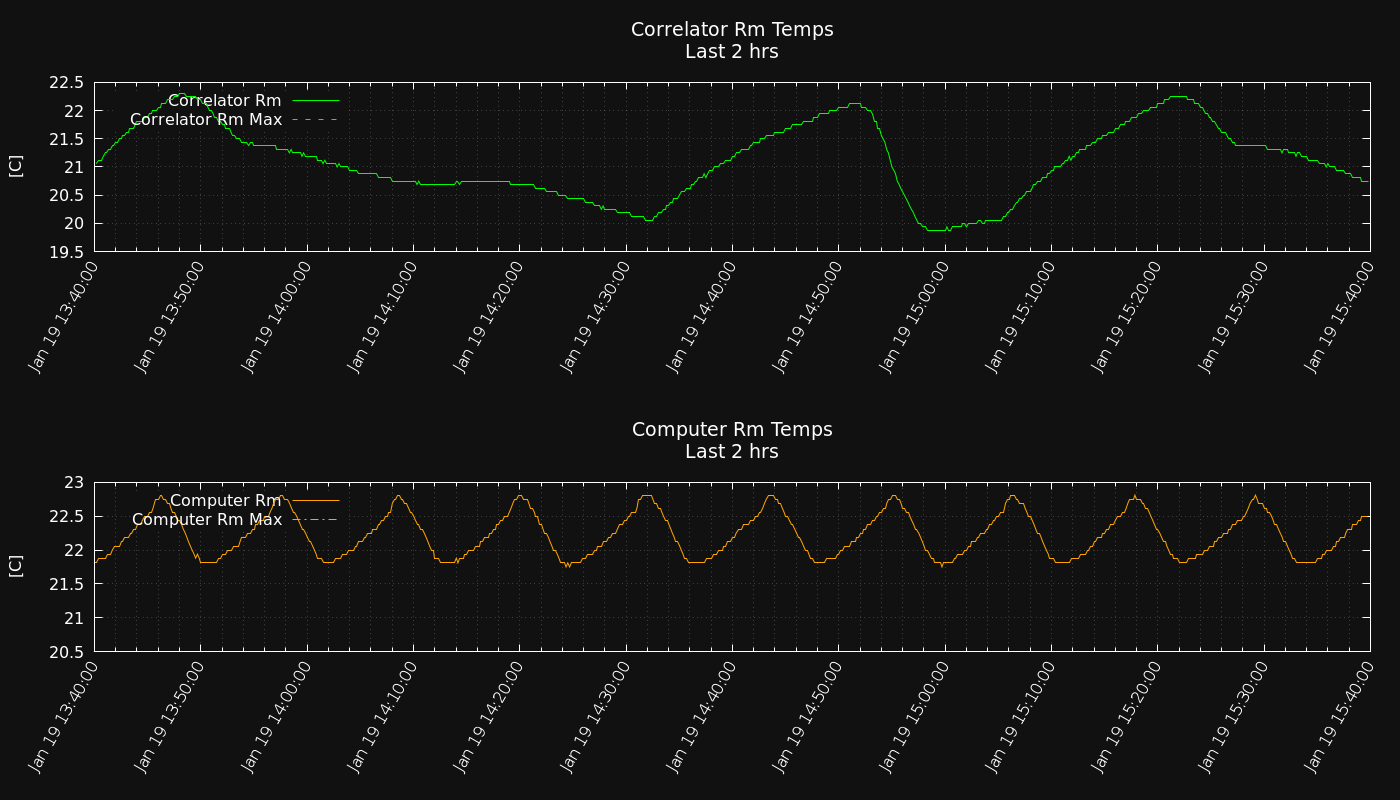 Correlator Rm Temps
Last 2 hrs
22.5
22
21.5
21
20.5
20
19.5
[C]
Correlator Rm
Correlator Rm Max
Jan 19 13:40:00
Jan 19 13:50:00
Jan 19 14:00:00
Jan 19 14:10:00
Jan 19 14:20:00
Jan 19 14:30:00
Jan 19 14:40:00
Jan 19 14:50:00
Jan 19 15:00:00
Jan 19 15:10:00
Jan 19 15:20:00
Jan 19 15:30:00
Jan 19 15:40:00
Computer Rm Temps
Last 2 hrs
23
22.5
22
21.5
21
20.5
[C]
Computer Rm
Computer Rm Max
Jan 19 13:40:00
Jan 19 13:50:00
Jan 19 14:00:00
Jan 19 14:10:00
Jan 19 14:20:00
Jan 19 14:30:00
Jan 19 14:40:00
Jan 19 14:50:00
Jan 19 15:00:00
Jan 19 15:10:00
Jan 19 15:20:00
Jan 19 15:30:00
Jan 19 15:40:00